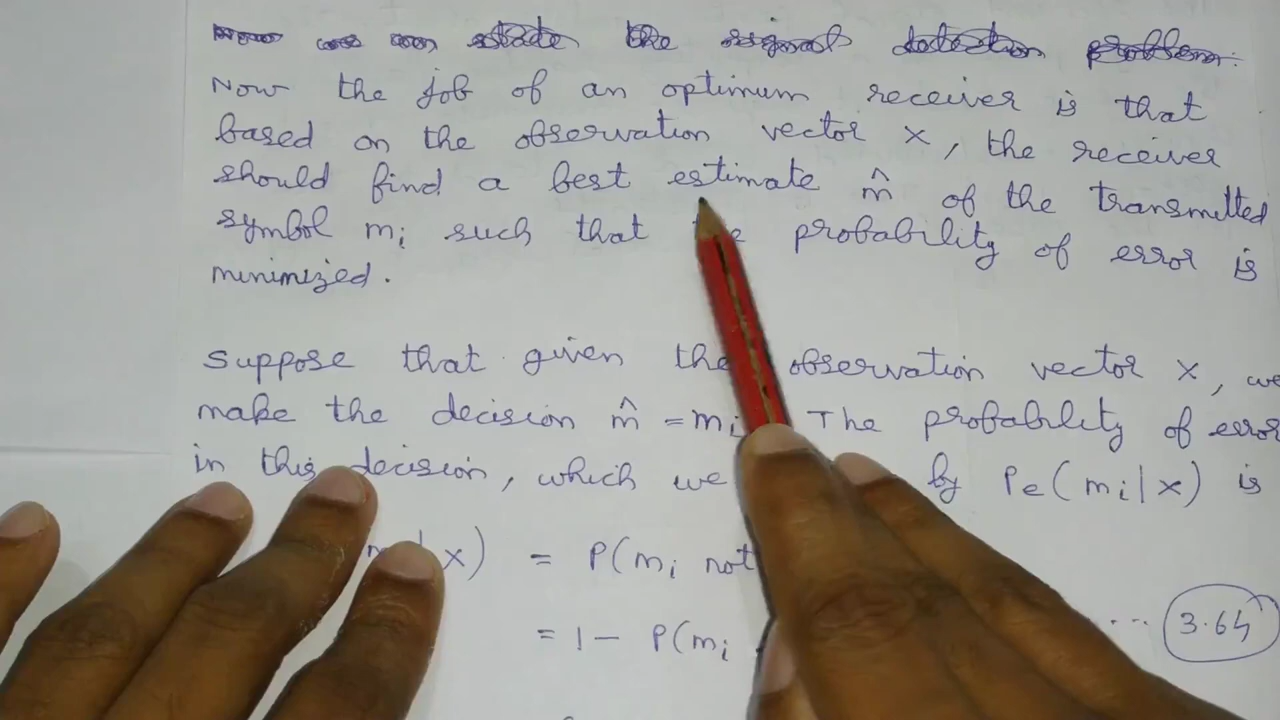 Now the job of an optimum receiver is that
based on the observation vector x, the receiver
should find a best estimate m̂ of the transmitted
symbol mi such that probability of error is
minimized.
Suppose that given the observation vector x, we
make the decision m̂ = mi The probability of error
in this decision, which we by Pe(mi|x) is
x) = P(mi not
= 1 - P(mi ... 3.64